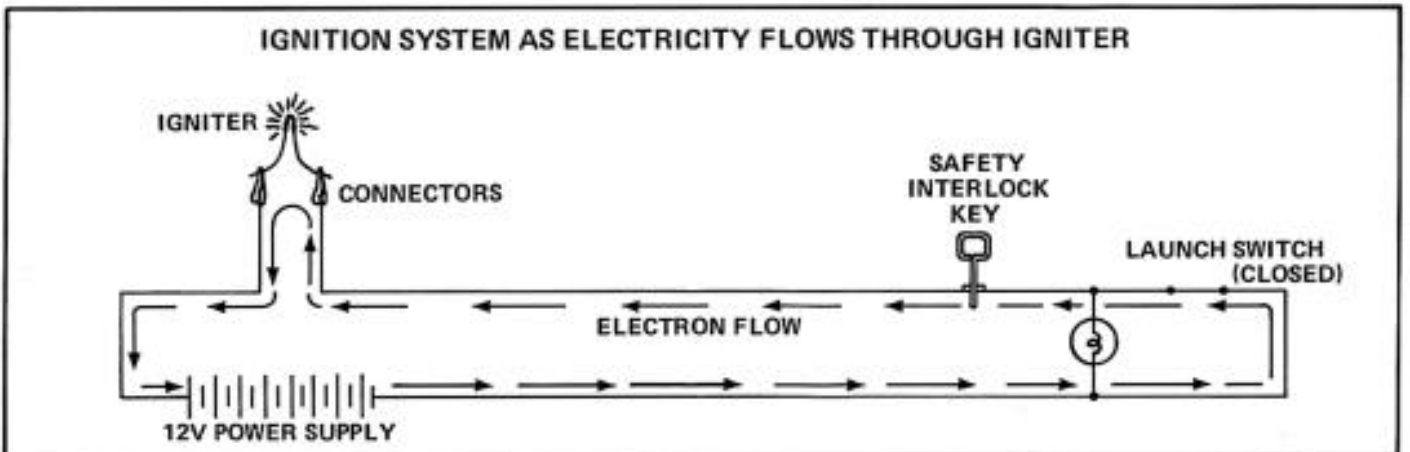 IGNITION SYSTEM AS ELECTRICITY FLOWS THROUGH IGNITER
IGNITER
CONNECTORS
SAFETY
INTERLOCK
KEY
LAUNCH SWITCH
(CLOSED)
ELECTRON FLOW
12V POWER SUPPLY